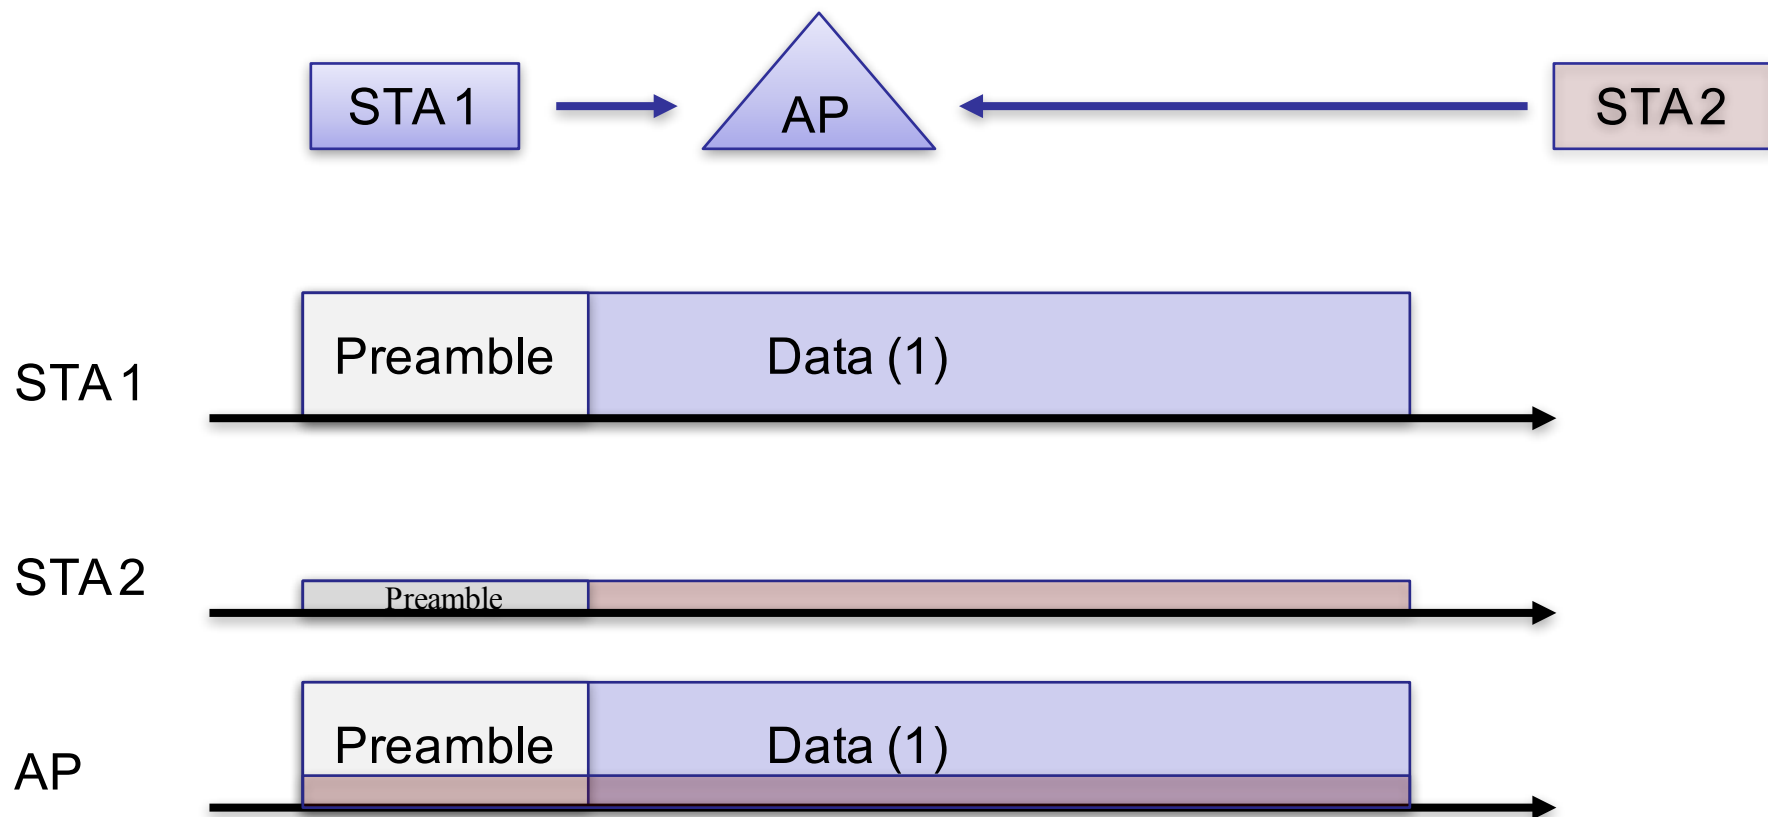 STA 1
AP
STA 2
STA 1
Preamble
Data (1)
STA 2
Preamble
AP
Preamble
Data (1)